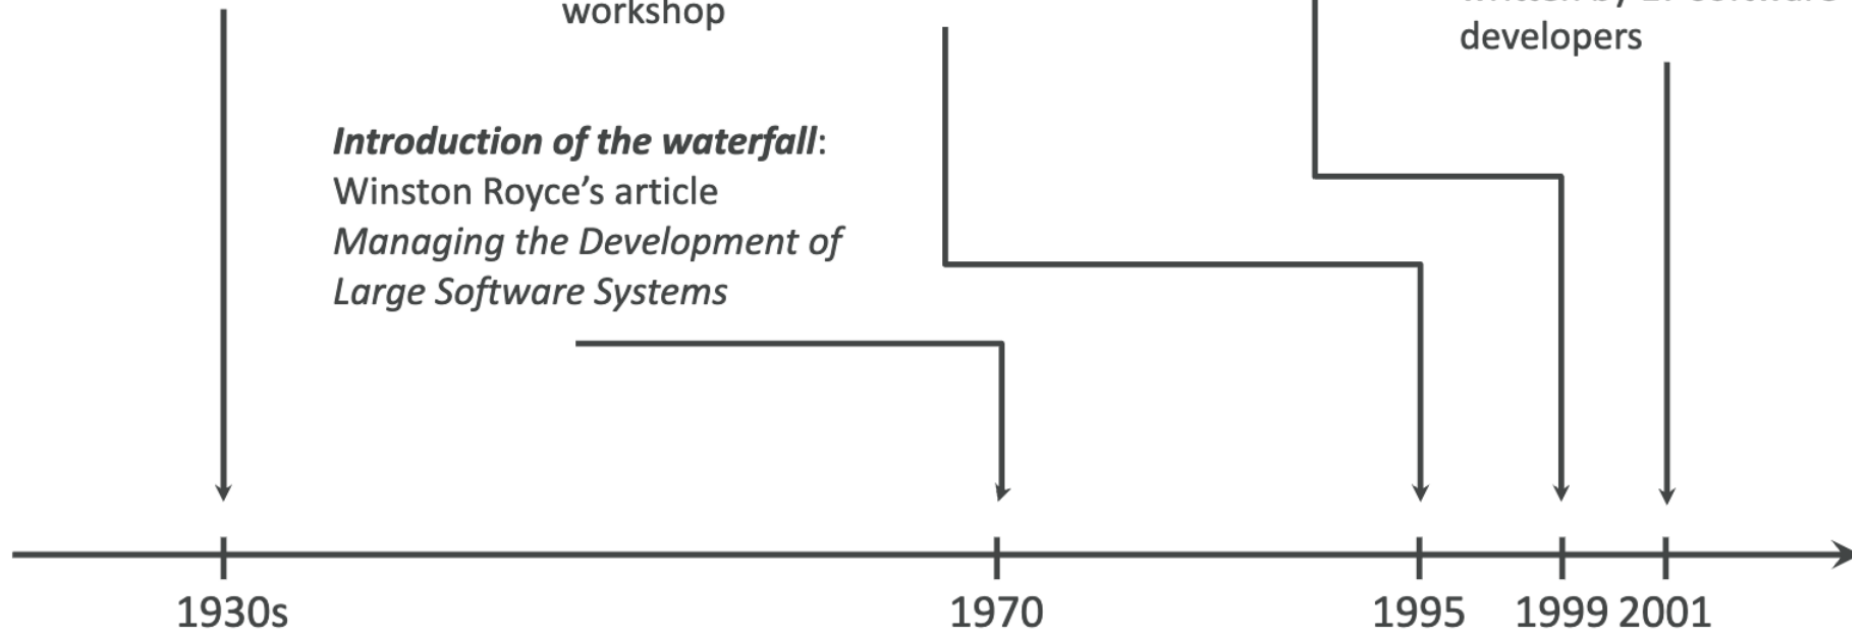 workshop
developers
Introduction of the waterfall:
Winston Royce’s article
Managing the Development of
Large Software Systems
1930s
1970
1995
1999
2001